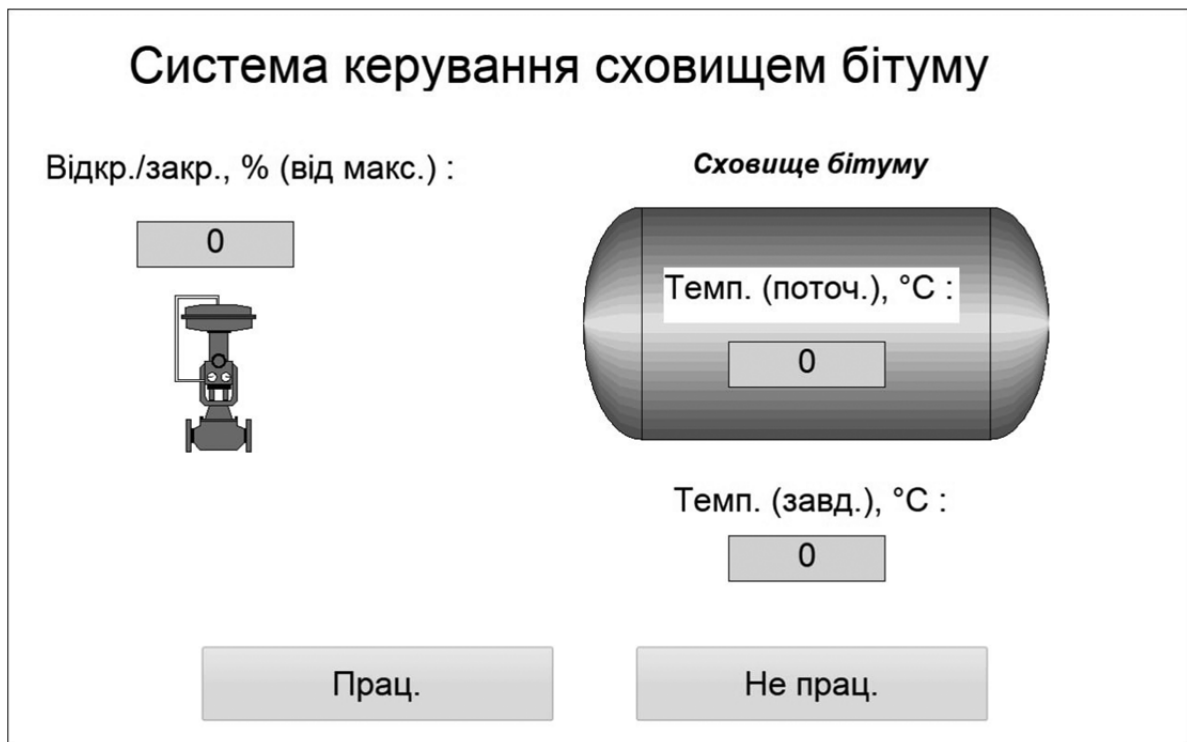 Система керування сховищем бітуму
Відкр./закр., % (від макс.) :
0
Сховище бітуму
Темп. (поточ.), °C :
0
Темп. (завд.), °C :
0
Прац.
Не прац.